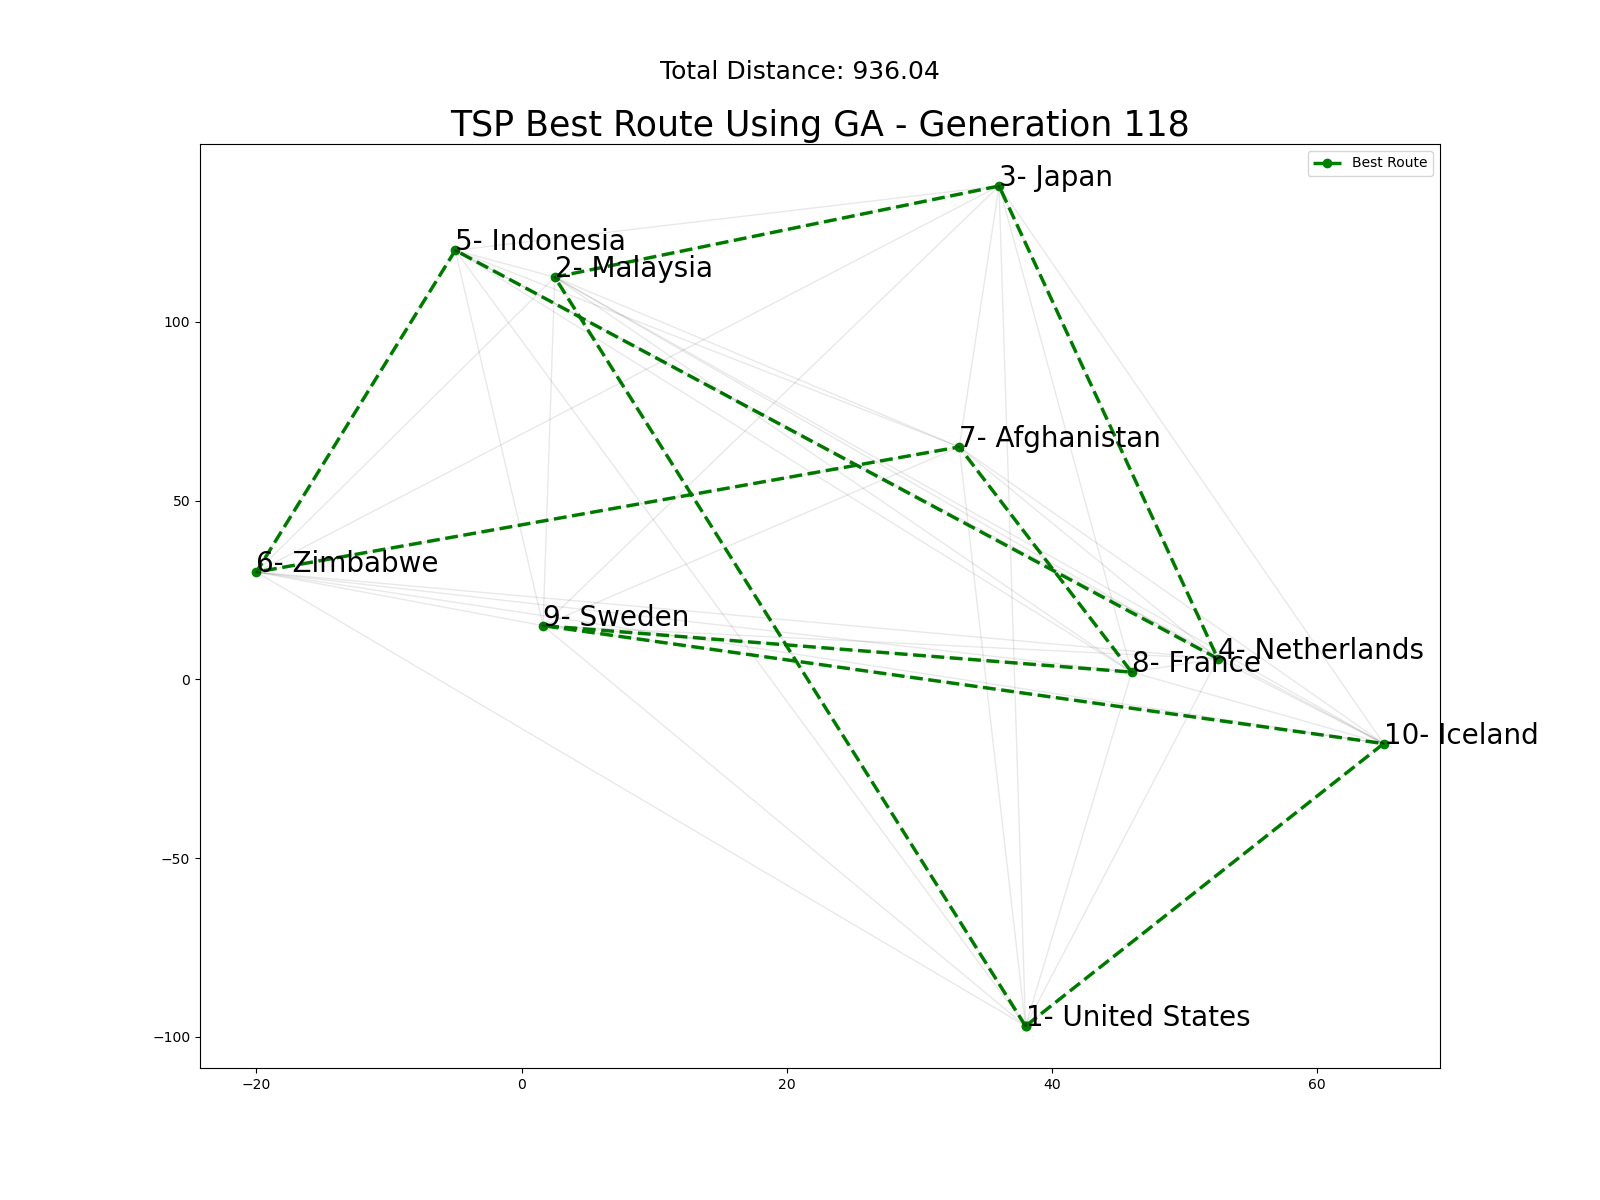 Total Distance: 936.04
TSP Best Route Using GA - Generation 118
Best Route
3- Japan
5- Indonesia
2- Malaysia
100
7- Afghanistan
50
6- Zimbabwe
9- Sweden
4- Netherlands
8- France
0
10- Iceland
−50
1- United States
−100
−20 0 20 40 60